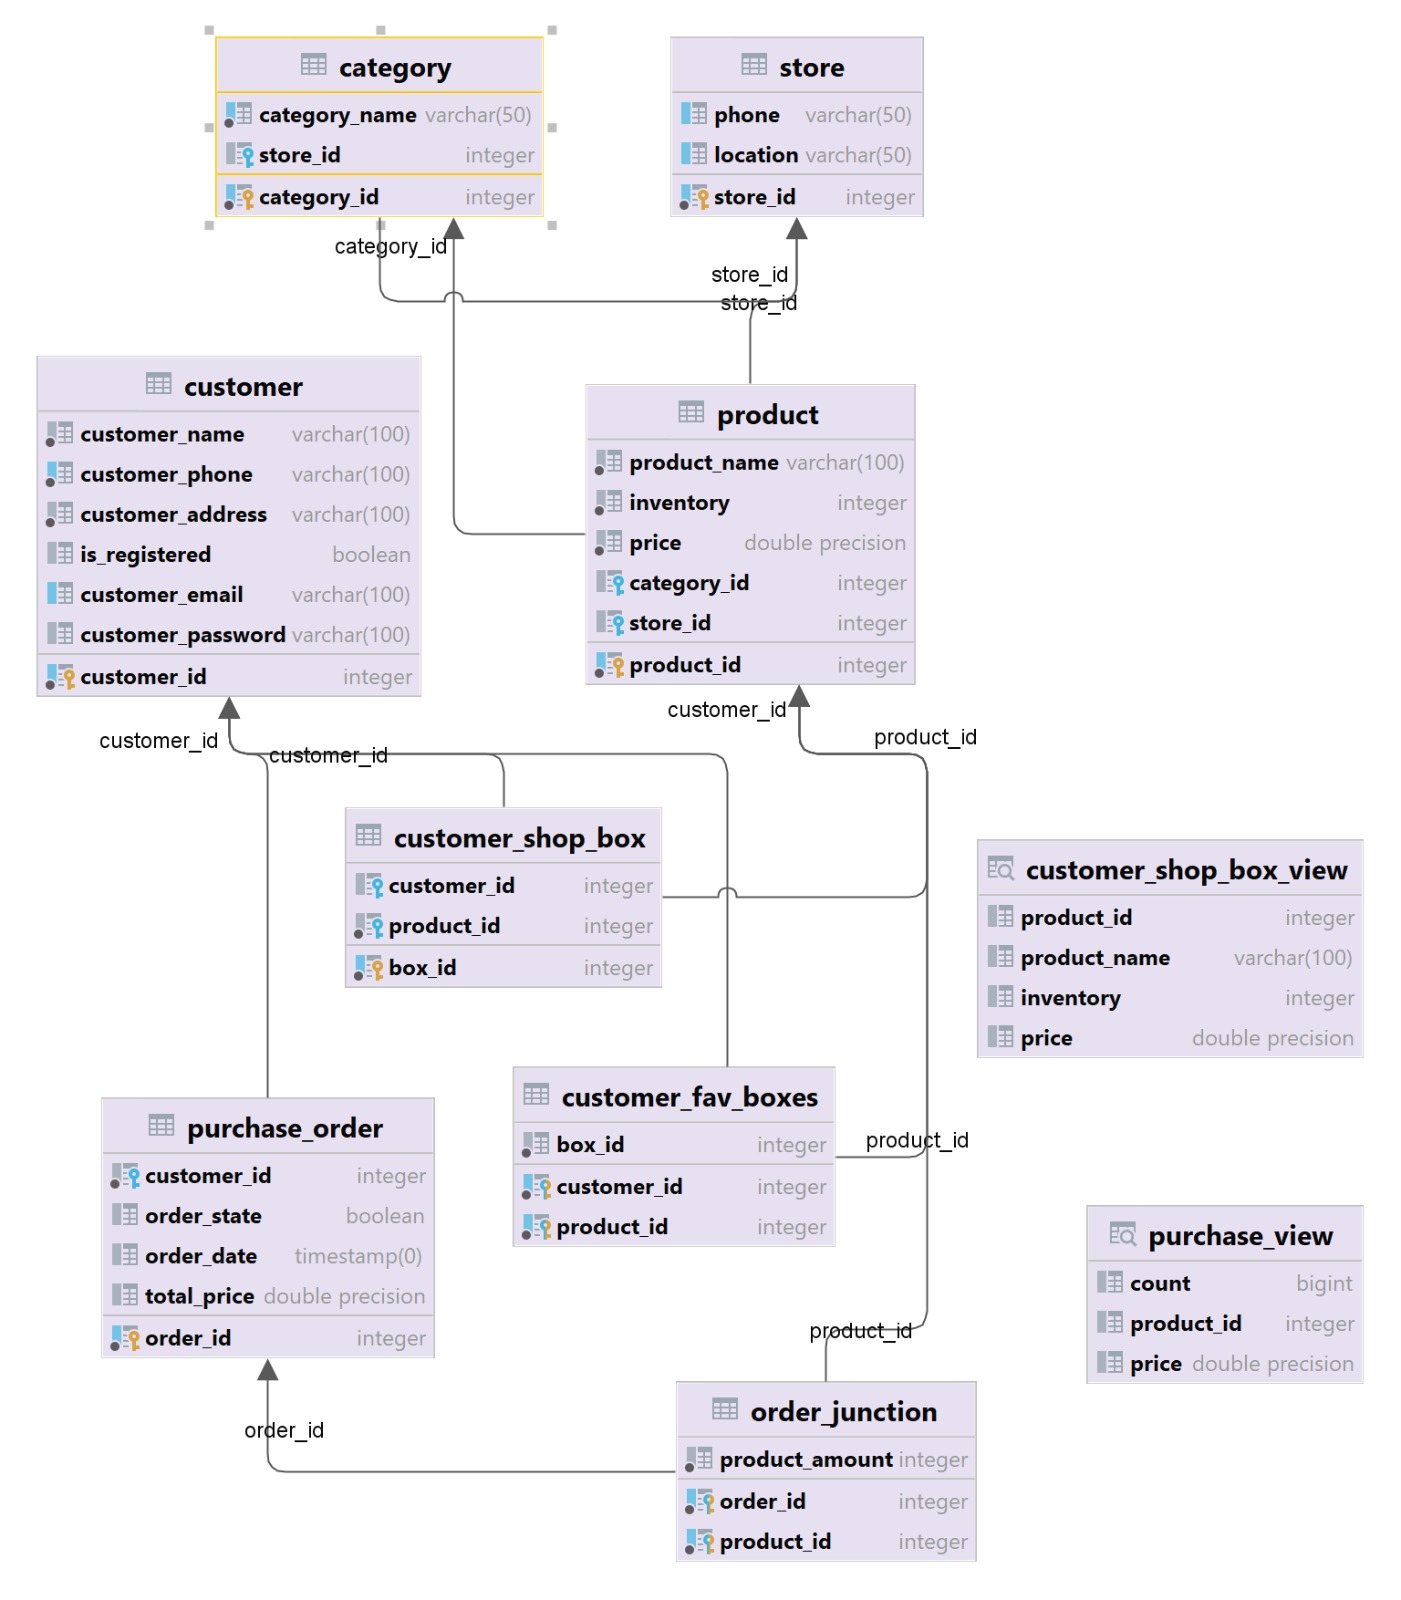 category
category_name varchar(50)
store_id integer
category_id integer
store
phone varchar(50)
location varchar(50)
store_id integer
category_id
store_id
store_id
customer
customer_name varchar(100)
customer_phone varchar(100)
customer_address varchar(100)
is_registered boolean
customer_email varchar(100)
customer_password varchar(100)
customer_id integer
product
product_name varchar(100)
inventory integer
price double precision
category_id integer
store_id integer
product_id integer
customer_id
customer_id
customer_id
product_id
customer_shop_box
customer_id integer
product_id integer
box_id integer
customer_shop_box_view
product_id integer
product_name varchar(100)
inventory integer
price double precision
purchase_order
customer_id integer
order_state boolean
order_date timestamp(0)
total_price double precision
order_id integer
customer_fav_boxes
box_id integer
customer_id integer
product_id integer
product_id
purchase_view
count bigint
product_id integer
price double precision
product_id
order_id
order_junction
product_amount integer
order_id integer
product_id integer